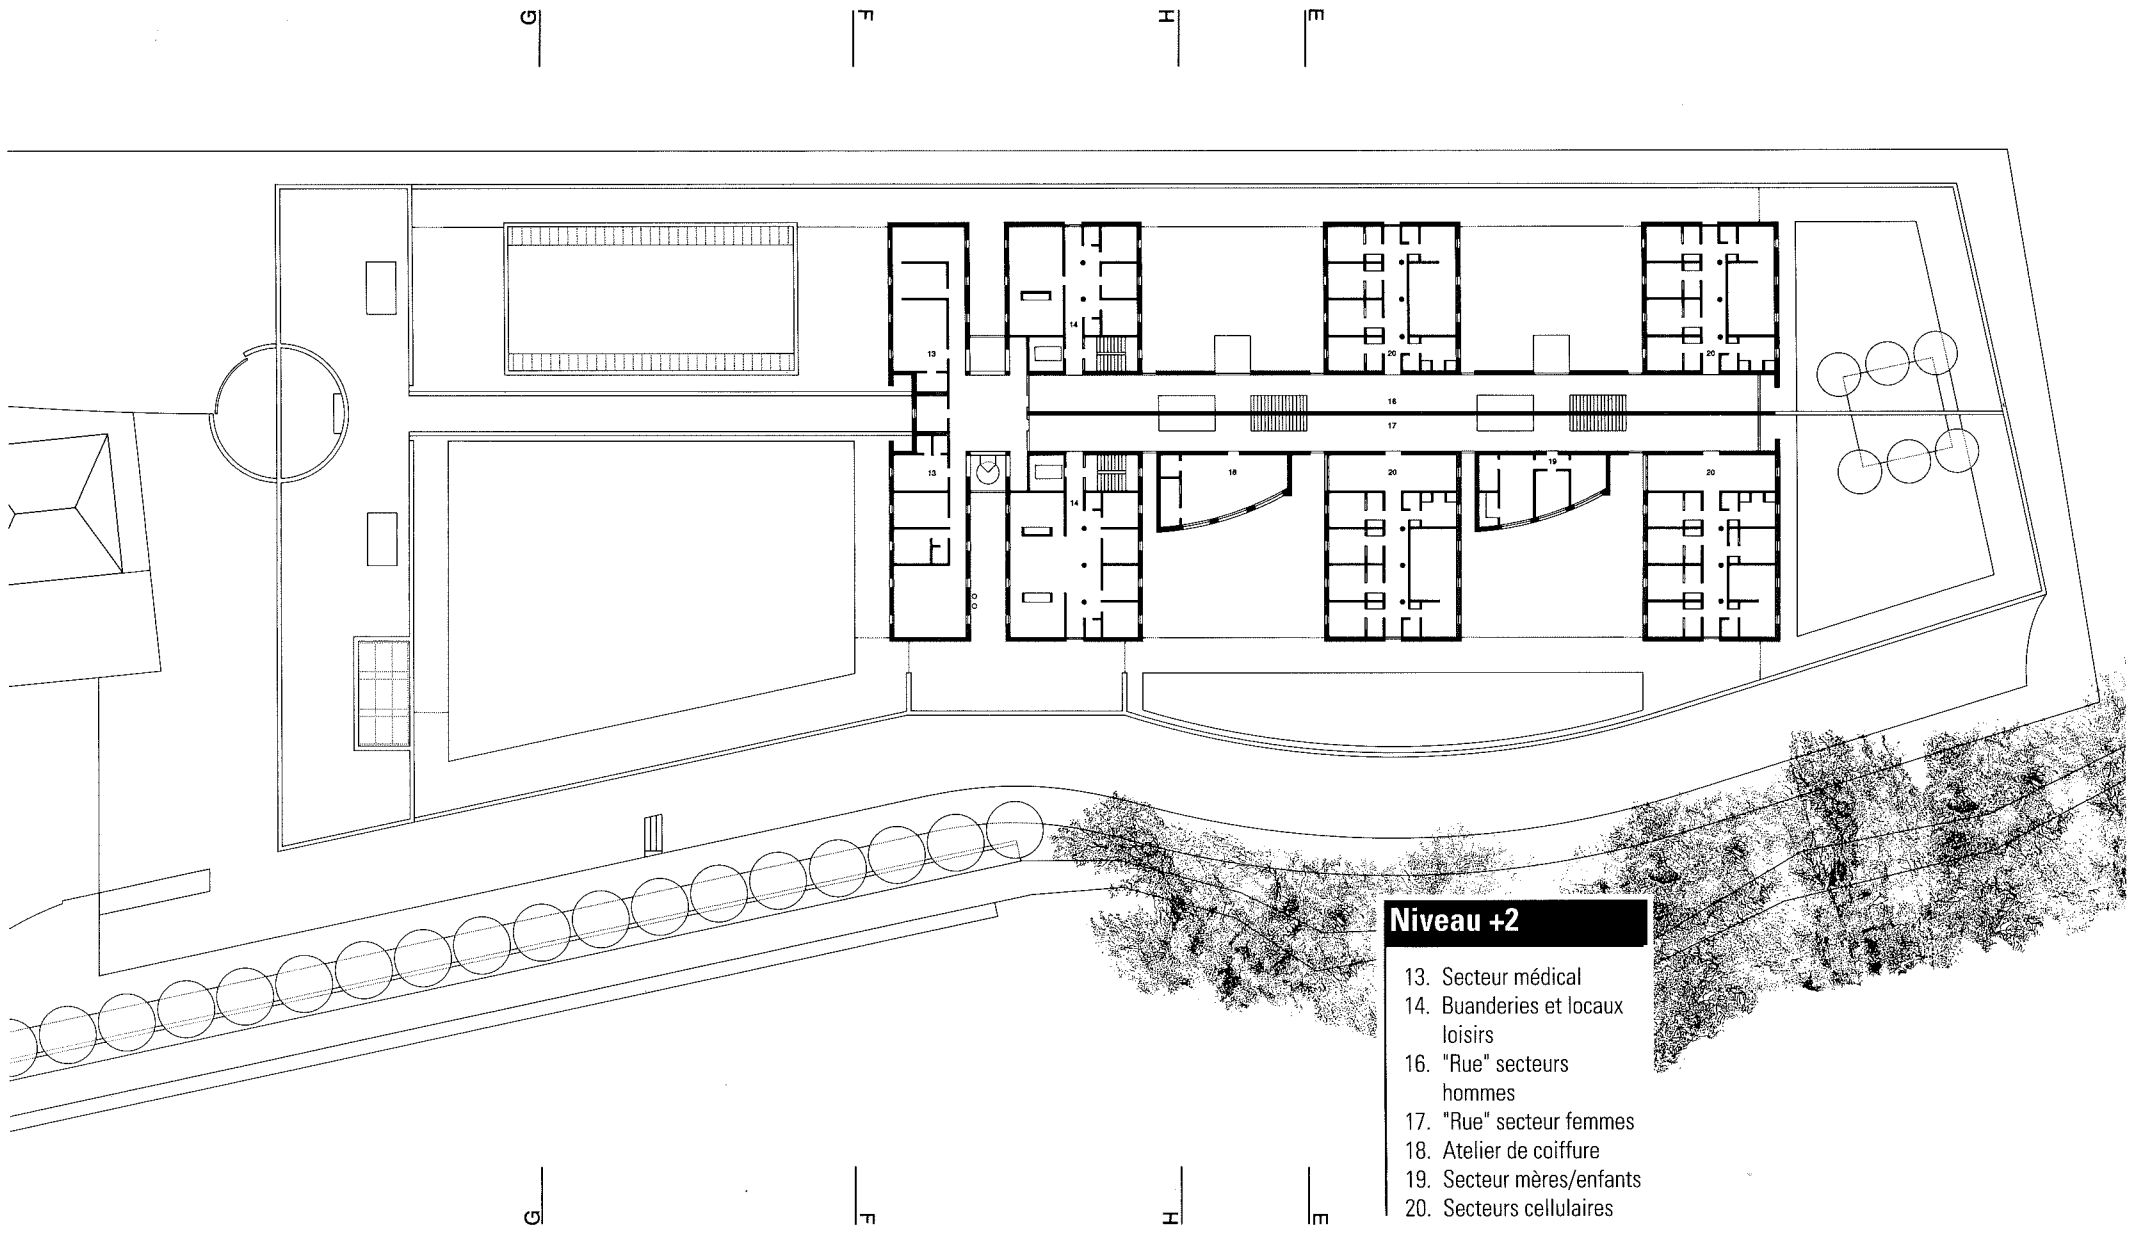 G F H E
13 14 20 20
16
17
13 14 18 20 19 20
Niveau +2
13. Secteur médical
14. Buanderies et locaux
loisirs
16. "Rue" secteurs
hommes
17. "Rue" secteur femmes
18. Atelier de coiffure
19. Secteur mères/enfants
20. Secteurs cellulaires
G F H E